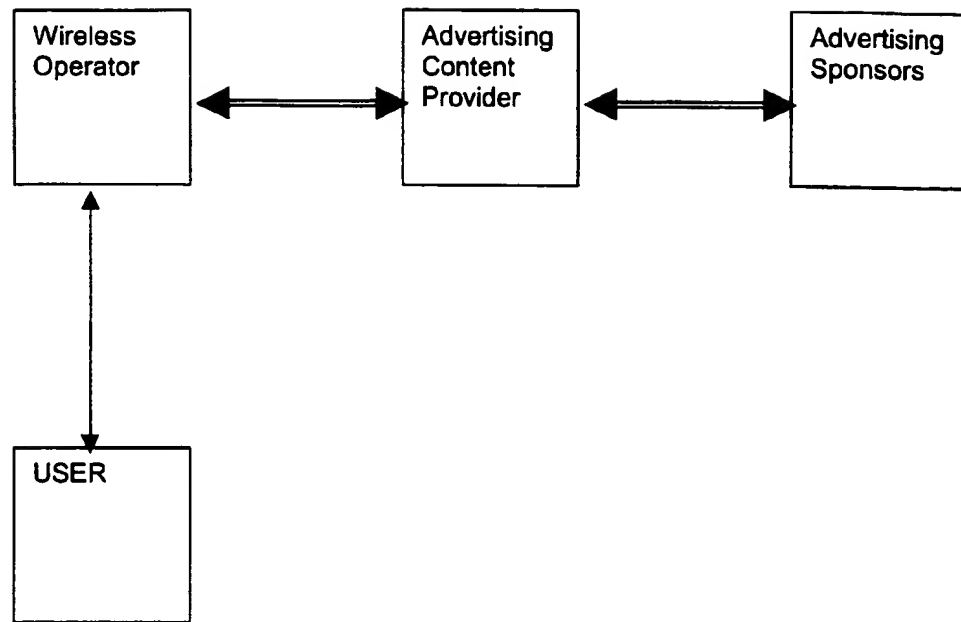 Wireless
Operator
Advertising
Content
Provider
Advertising
Sponsors
USER